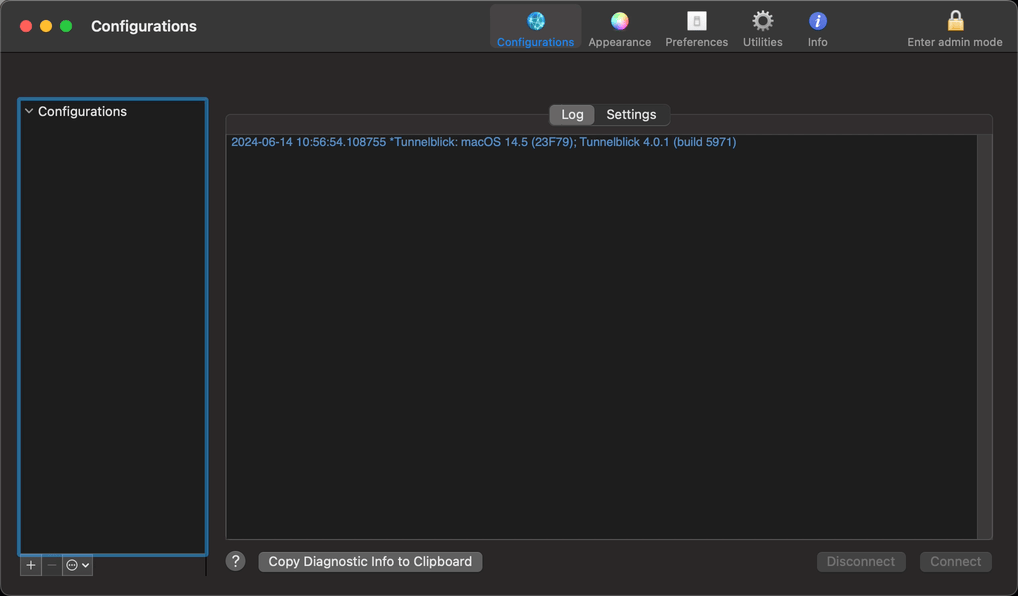 Configurations
Configurations
Appearance
Preferences
Utilities
Info
Enter admin mode
Configurations
Log
Settings
2024-06-14 10:56:54.108755 *Tunnelblick: macOS 14.5 (23F79); Tunnelblick 4.0.1 (build 5971)
?
Copy Diagnostic Info to Clipboard
Disconnect
Connect